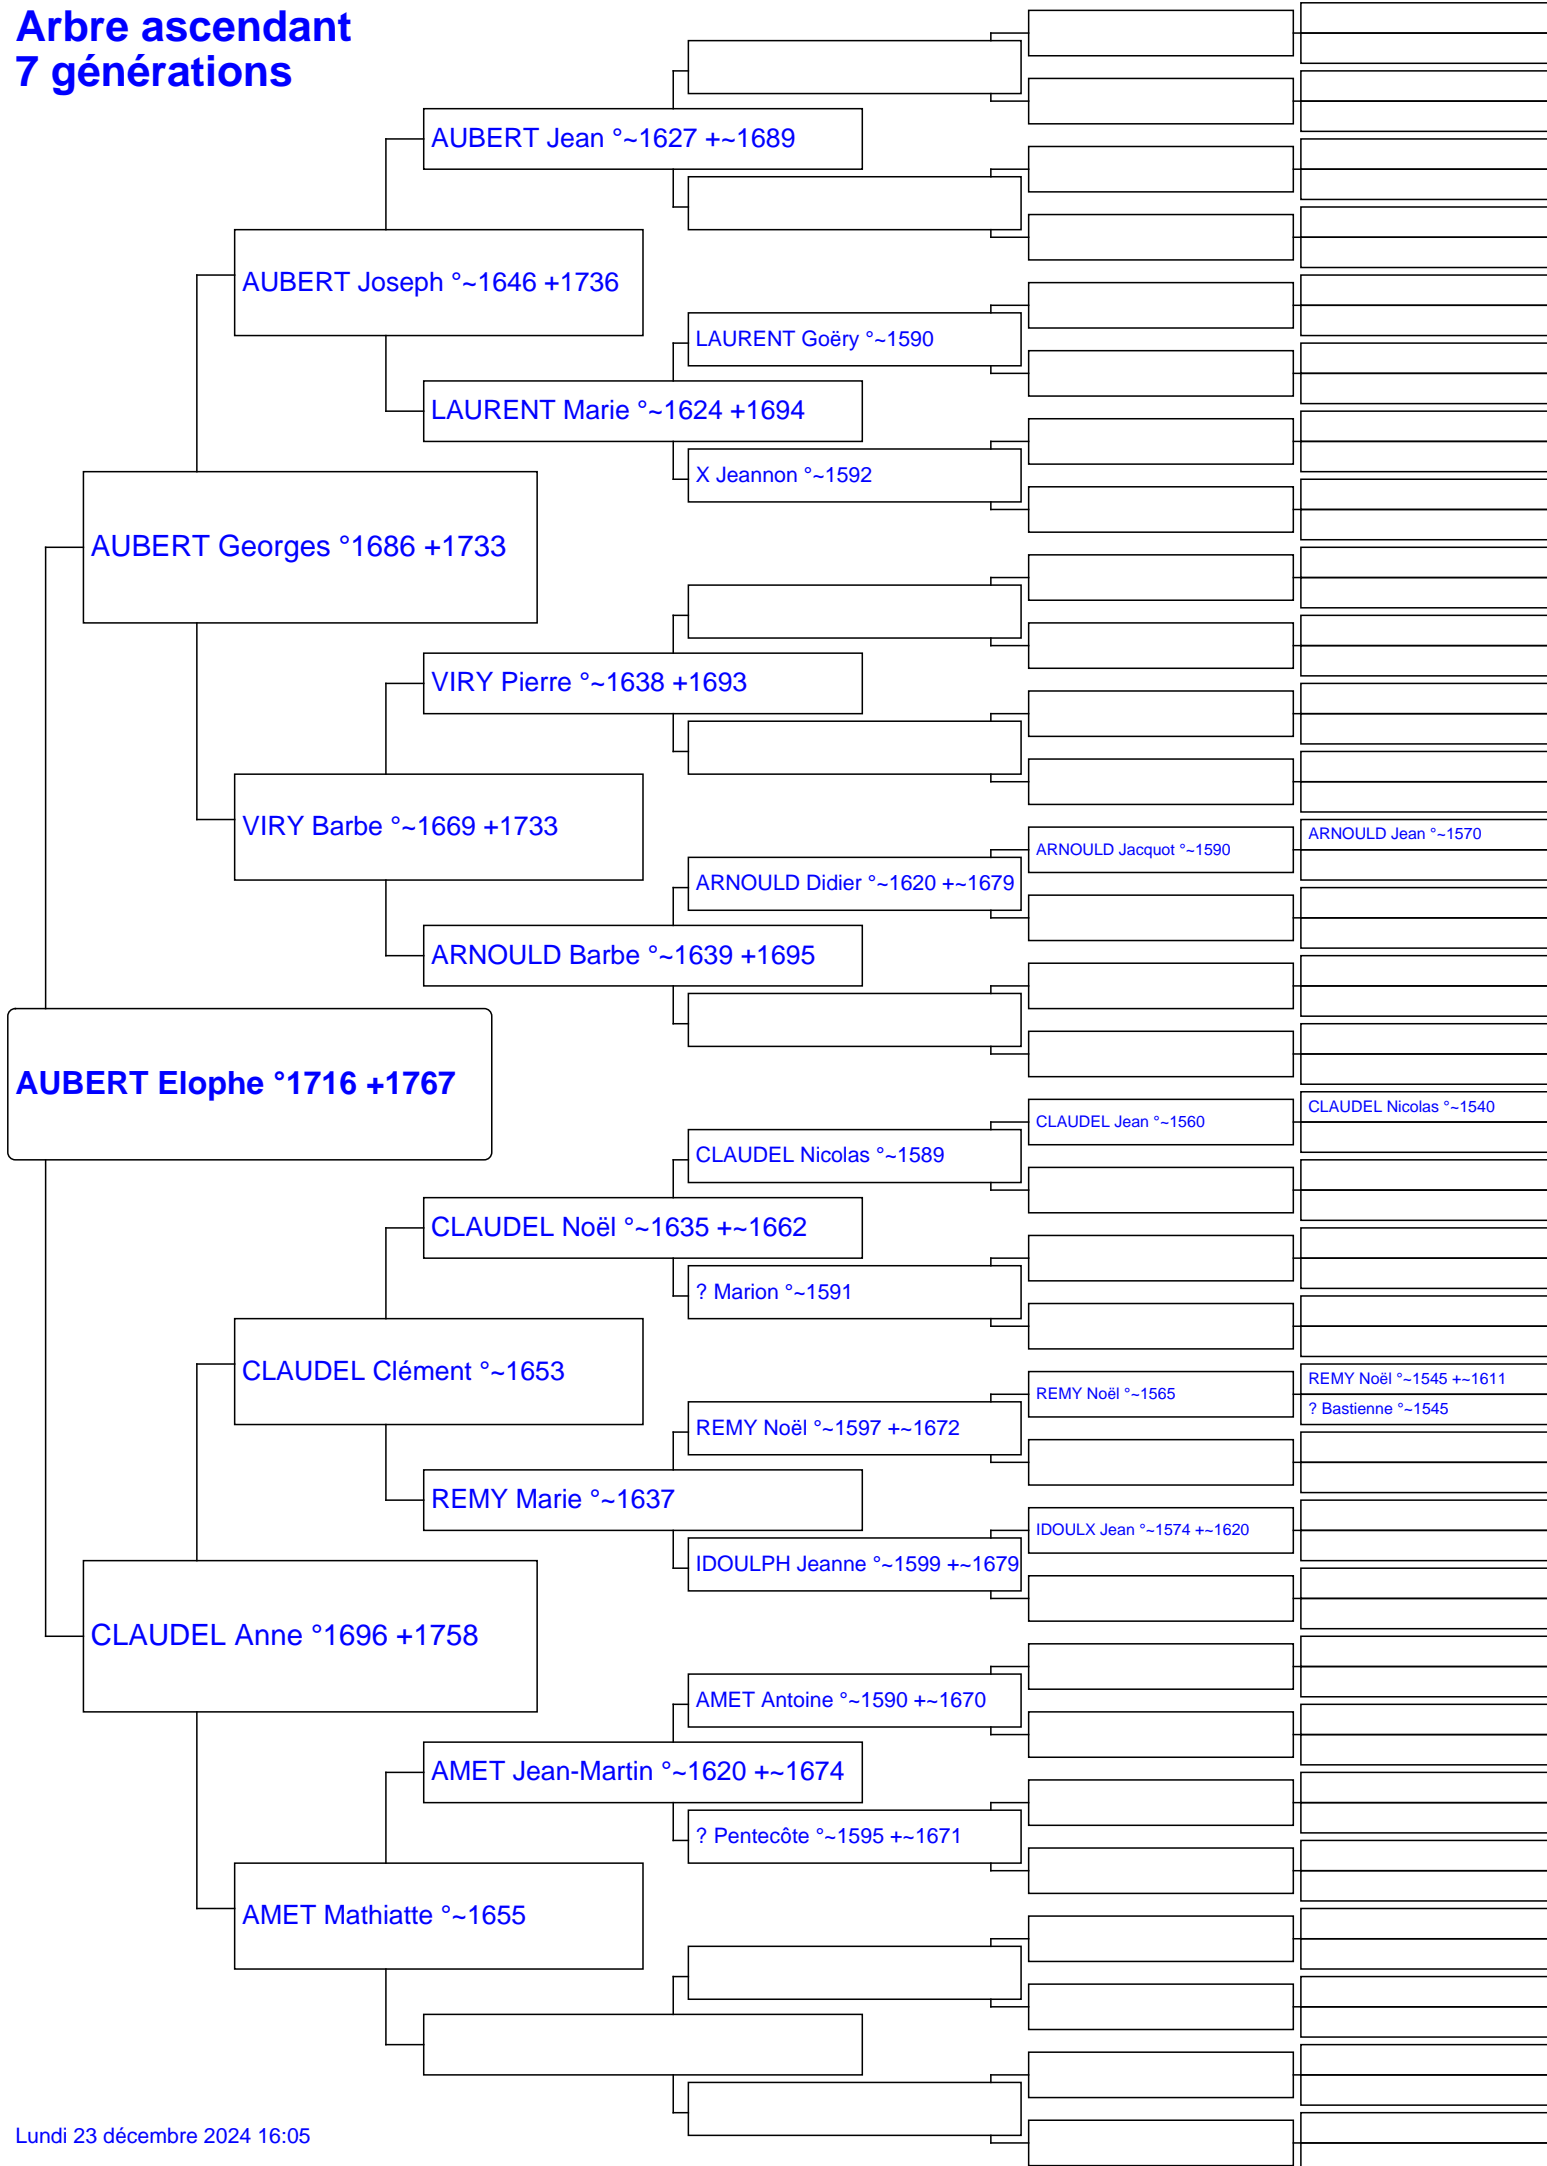 Arbre ascendant
7 générations
AUBERT Jean °~1627 +~1689
AUBERT Joseph °~1646 +1736
LAURENT Goëry °~1590
LAURENT Marie °~1624 +1694
X Jeannon °~1592
AUBERT Georges °1686 +1733
VIRY Pierre °~1638 +1693
VIRY Barbe °~1669 +1733
ARNOULD Jean °~1570
ARNOULD Jacquot °~1590
ARNOULD Didier °~1620 +~1679
ARNOULD Barbe °~1639 +1695
AUBERT Elophe °1716 +1767
CLAUDEL Nicolas °~1540
CLAUDEL Jean °~1560
CLAUDEL Nicolas °~1589
CLAUDEL Noël °~1635 +~1662
? Marion °~1591
CLAUDEL Clément °~1653
REMY Noël °~1545 +~1611
REMY Noël °~1565
? Bastienne °~1545
REMY Noël °~1597 +~1672
REMY Marie °~1637
IDOULX Jean °~1574 +~1620
IDOULPH Jeanne °~1599 +~1679
CLAUDEL Anne °1696 +1758
AMET Antoine °~1590 +~1670
AMET Jean-Martin °~1620 +~1674
? Pentecôte °~1595 +~1671
AMET Mathiatte °~1655
Lundi 23 décembre 2024 16:05